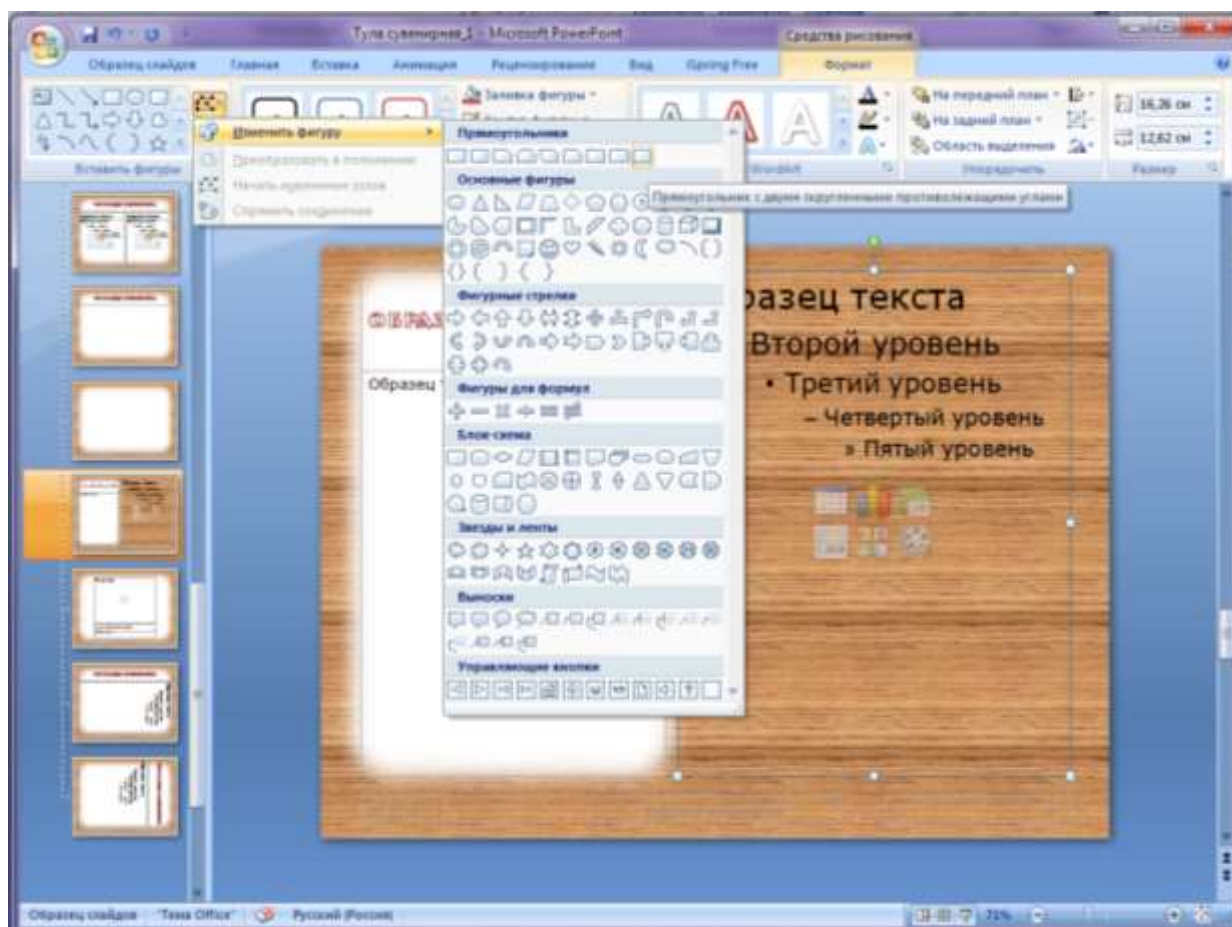 Тула сувенирная_1 - Microsoft PowerPoint
Средства рисования
Образец слайдов Главная Вставка Анимация Рецензирование Вид iSpring Free Формат
Заливка фигуры
На передний план
На задний план
Область выделения
16,26 см
12,62 см
Вставить фигуры
WordArt
Упорядочить
Размер
Изменить фигуру
Преобразовать в полилинию
Начать изменение узлов
Спрямить соединения
Прямоугольники
Прямоугольник с двумя скругленными противолежащими углами
Основные фигуры
Фигурные стрелки
Фигуры для формул
Блок-схема
Звезды и ленты
Выноски
Управляющие кнопки
ОБРАЗ
Образец
разец текста
Второй уровень
• Третий уровень
– Четвертый уровень
» Пятый уровень
Образец слайдов "Тема Office" Русский (Россия) 71%